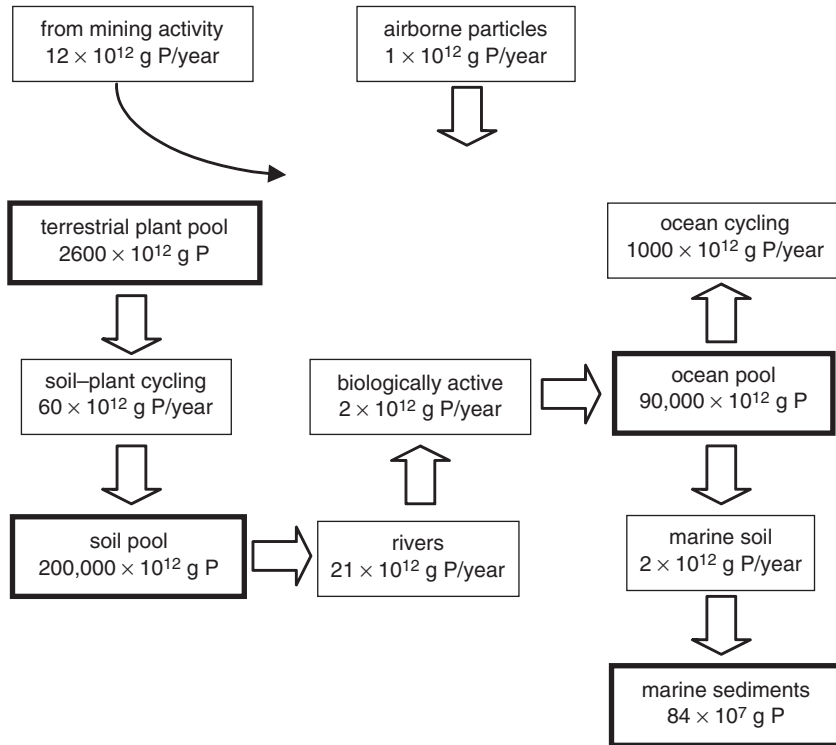 from mining activity
12 × 10¹² g P/year
airborne particles
1 × 10¹² g P/year
terrestrial plant pool
2600 × 10¹² g P
ocean cycling
1000 × 10¹² g P/year
soil–plant cycling
60 × 10¹² g P/year
biologically active
2 × 10¹² g P/year
ocean pool
90,000 × 10¹² g P
soil pool
200,000 × 10¹² g P
rivers
21 × 10¹² g P/year
marine soil
2 × 10¹² g P/year
marine sediments
84 × 10⁷ g P